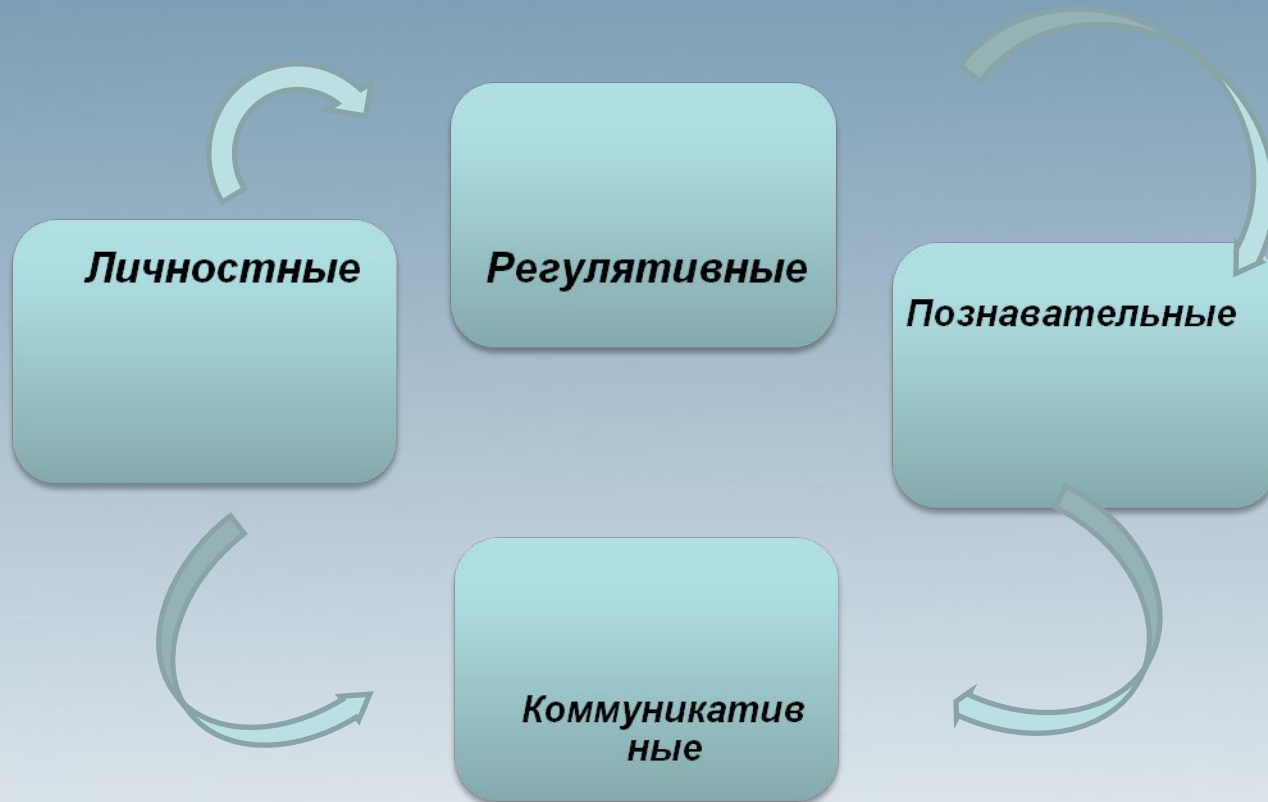 Личностные
Регулятивные
Познавательные
Коммуникатив
ные